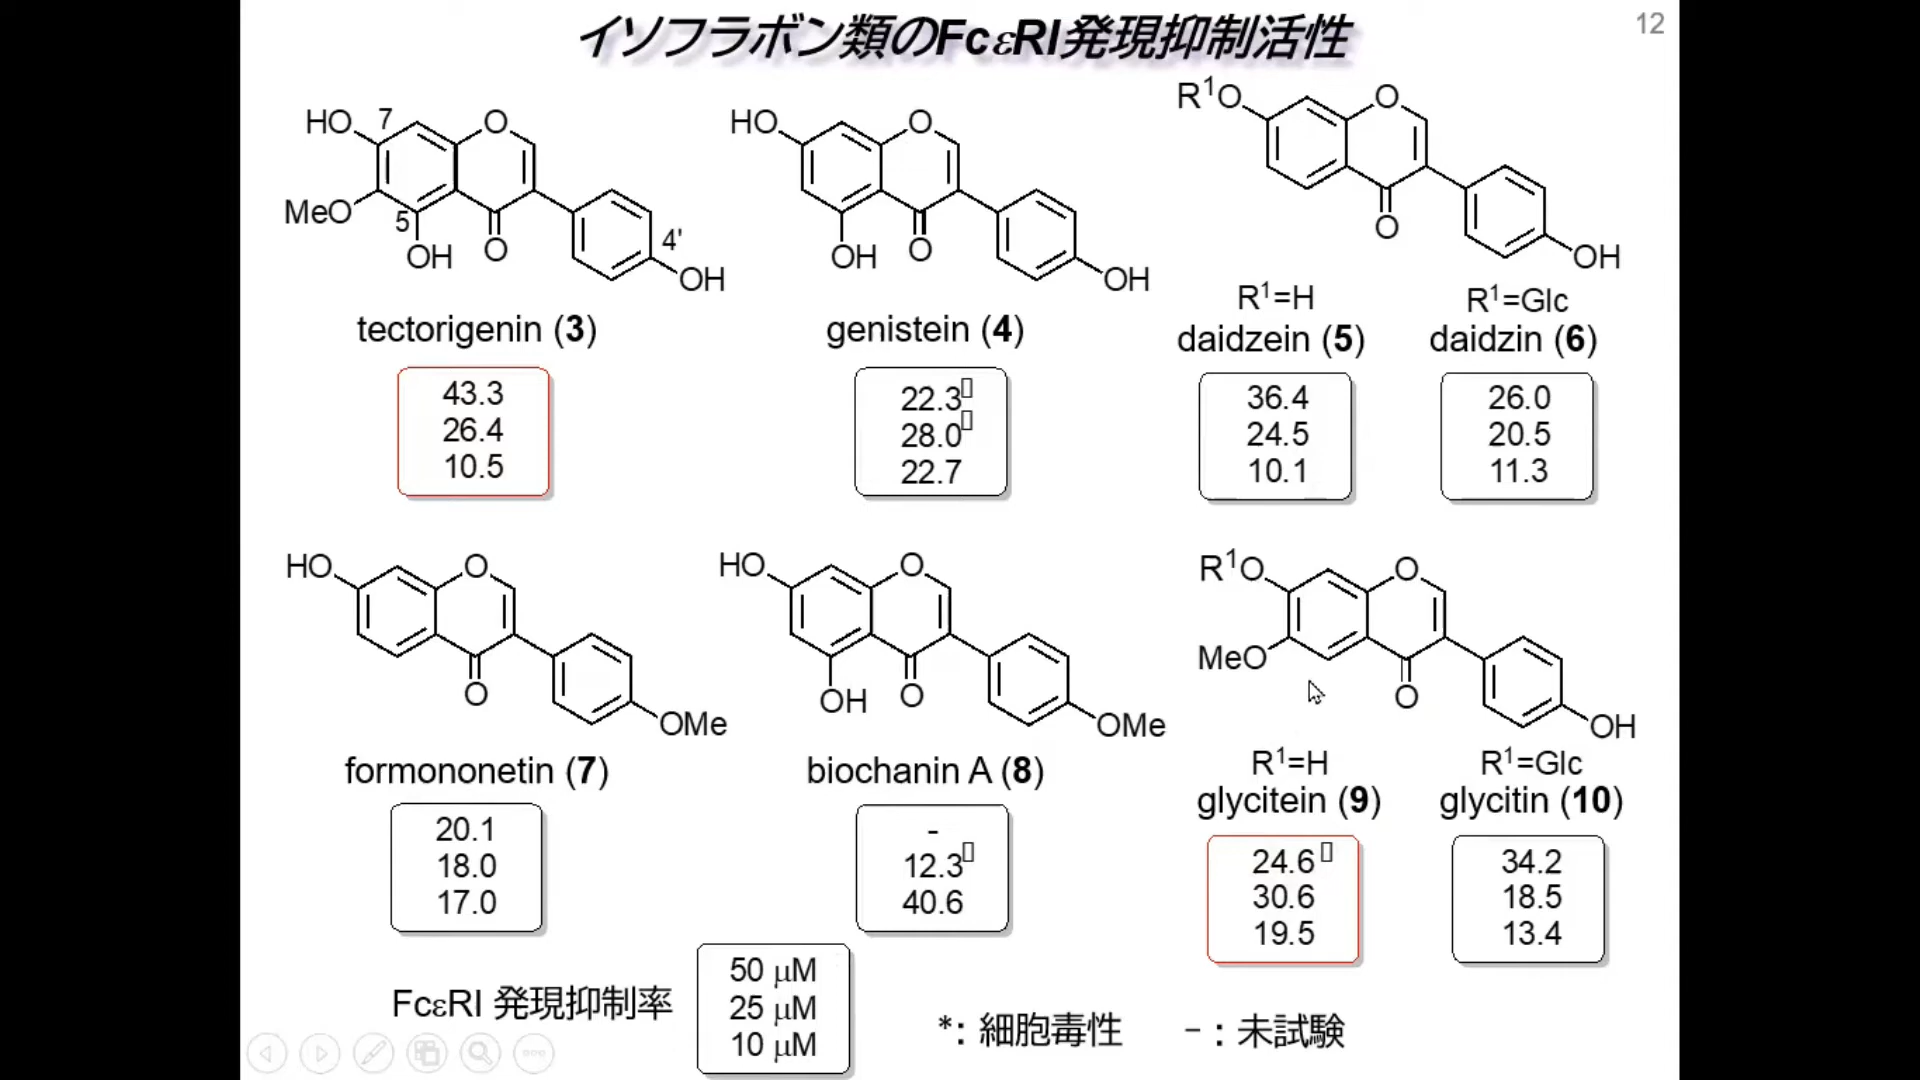 イソフラボン類のFcεRI発現抑制活性
12
HO
7
O
MeO
5
OH
O
4'
OH
tectorigenin (3)
43.3
26.4
10.5
HO
O
OH
O
OH
genistein (4)
22.3
28.0
22.7
R¹O
O
O
OH
R¹=H
daidzein (5)
36.4
24.5
10.1
R¹=Glc
daidzin (6)
26.0
20.5
11.3
HO
O
O
OMe
formononetin (7)
20.1
18.0
17.0
HO
O
OH
O
OMe
biochanin A (8)
-
12.3
40.6
R¹O
O
MeO
O
OH
R¹=H
glycitein (9)
24.6
30.6
19.5
R¹=Glc
glycitin (10)
34.2
18.5
13.4
FcεRI 発現抑制率
50 μM
25 μM
10 μM
*: 細胞毒性
−：未試験